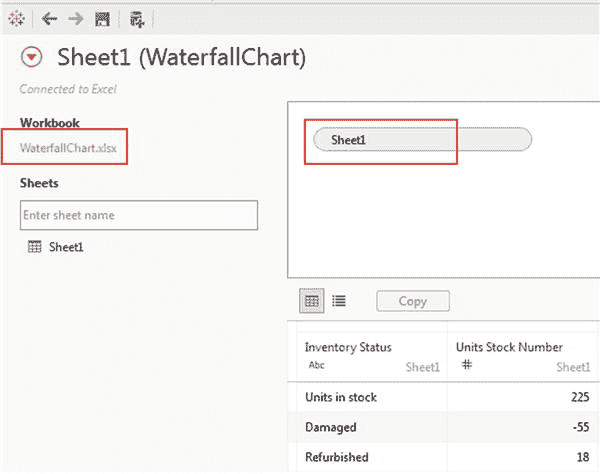 Sheet1 (WaterfallChart)
Connected to Excel
Workbook
WaterfallChart.xlsx
Sheets
Enter sheet name
Sheet1
Sheet1
Copy
Inventory Status Units Stock Number
Abc Sheet1 # Sheet1
Units in stock 225
Damaged -55
Refurbished 18